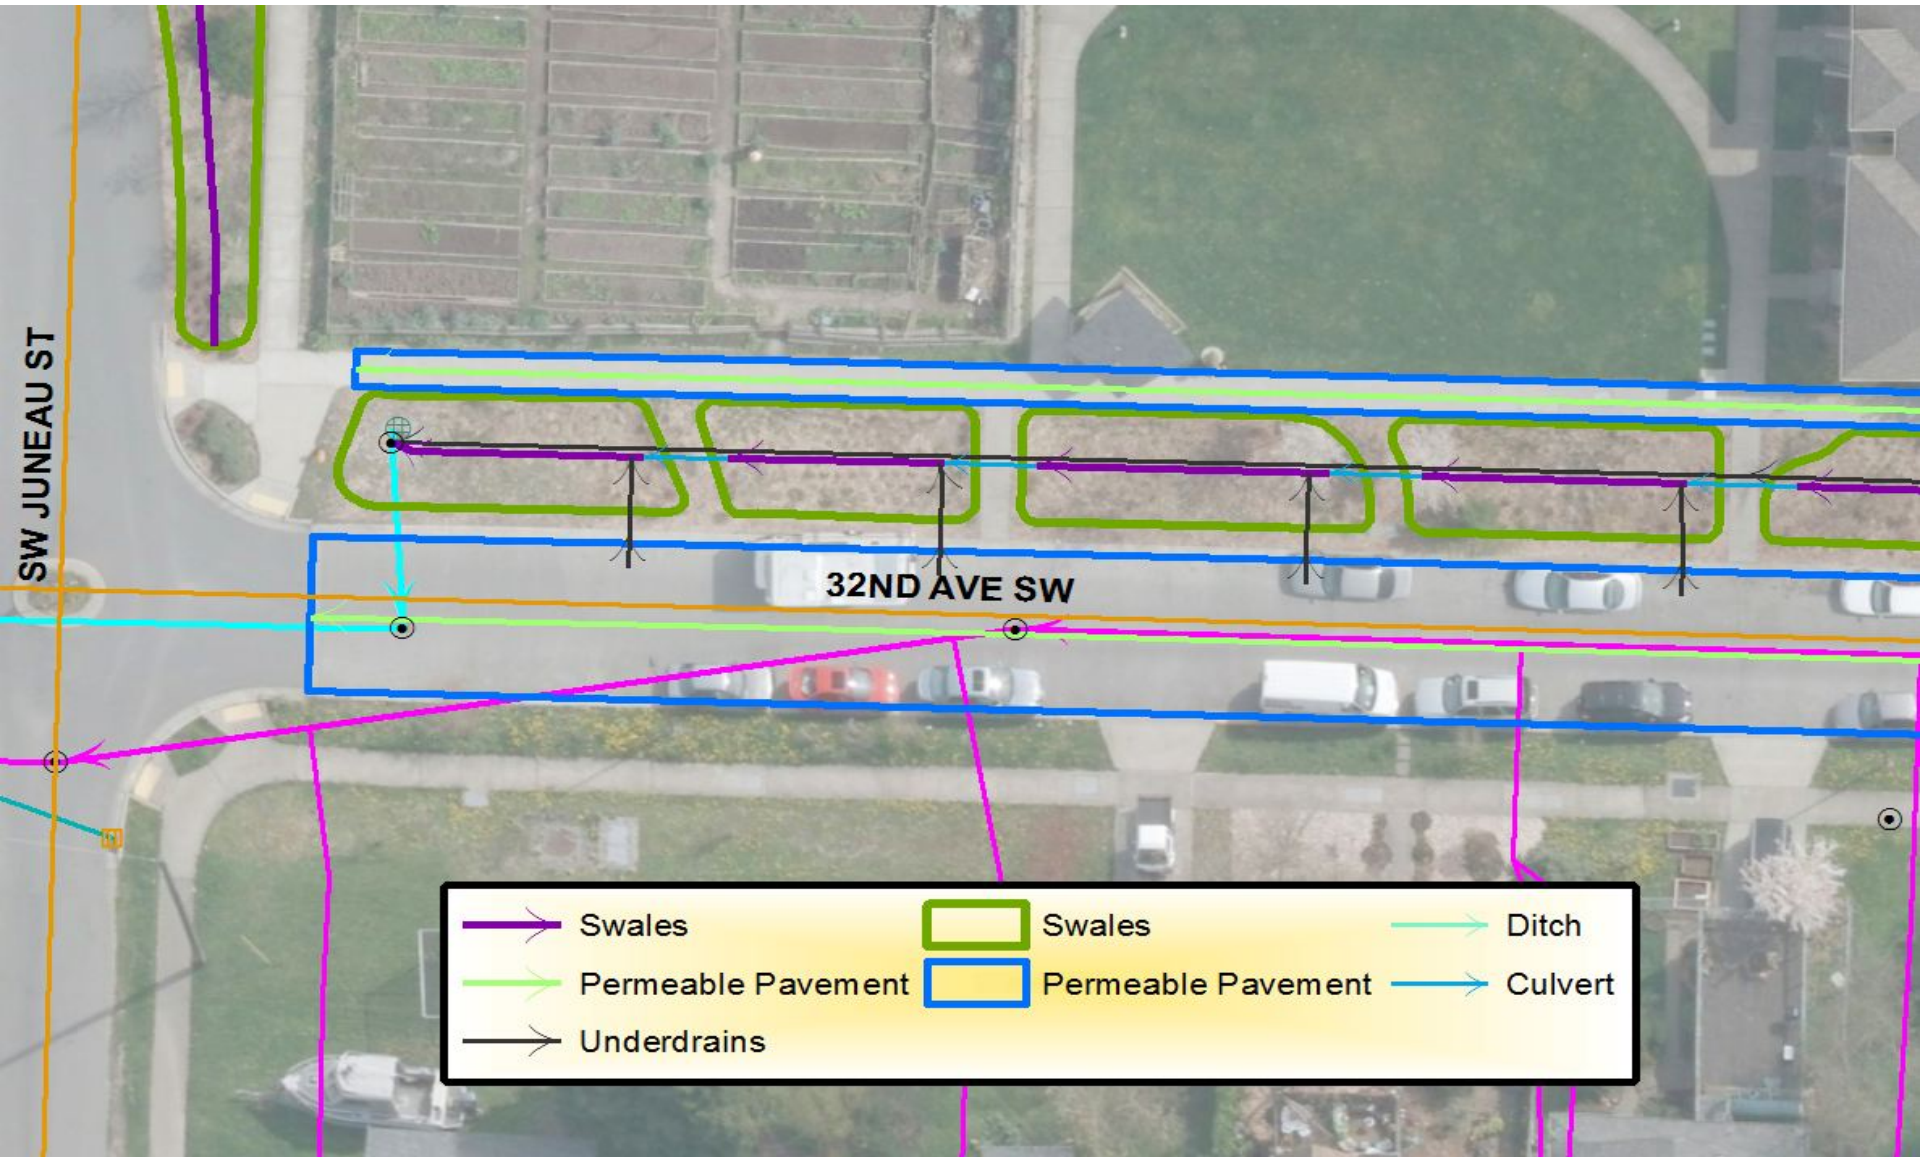 SW JUNEAU ST
32ND AVE SW
Swales
Swales
Ditch
Permeable Pavement
Permeable Pavement
Culvert
Underdrains